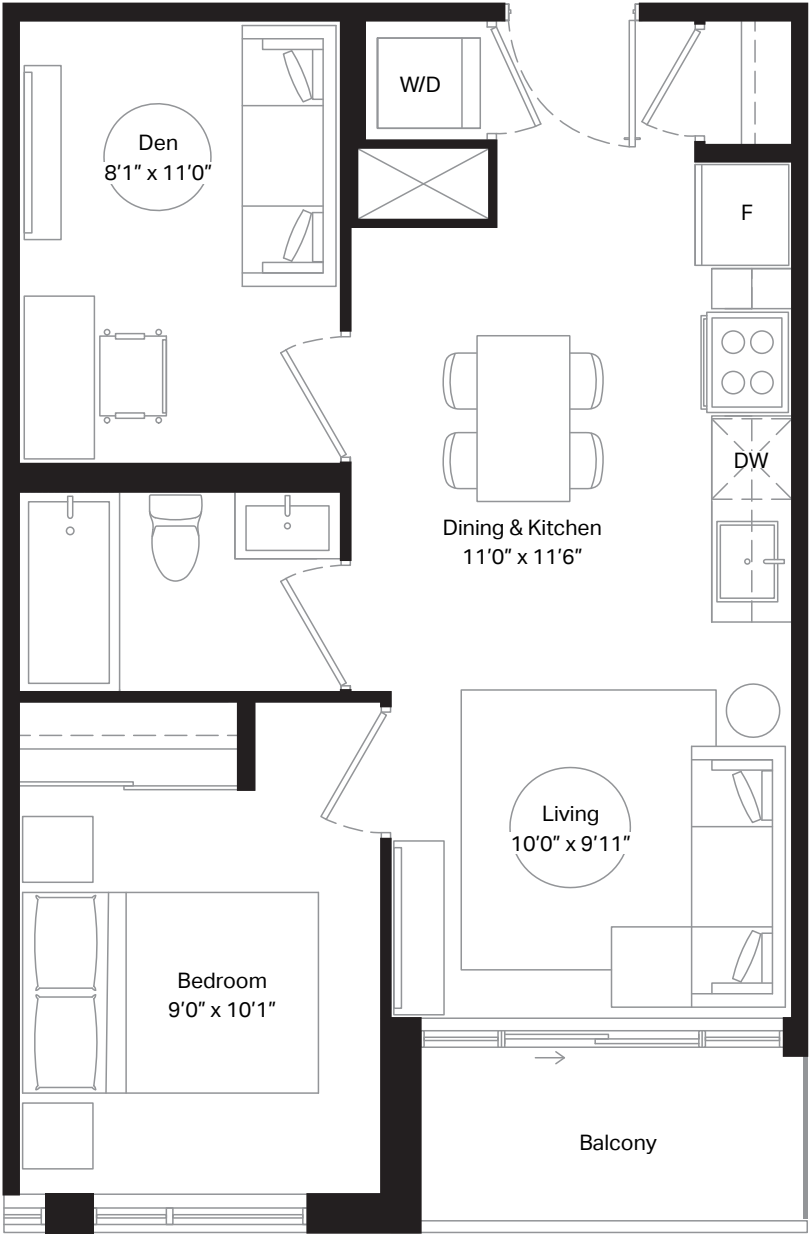 W/D
Den
8’1” x 11’0”
F
DW
Dining & Kitchen
11’0” x 11’6”
Living
10’0” x 9’11”
Bedroom
9’0” x 10’1”
Balcony